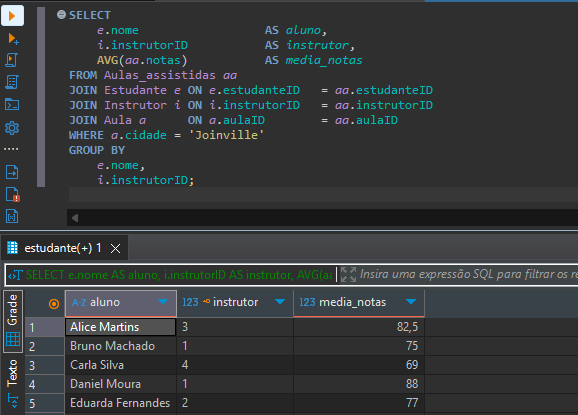 SELECT
e.nome AS aluno,
i.instrutorID AS instrutor,
AVG(aa.notas) AS media_notas
FROM Aulas_assistidas aa
JOIN Estudante e ON e.estudanteID = aa.estudanteID
JOIN Instrutor i ON i.instrutorID = aa.instrutorID
JOIN Aula a ON a.aulaID = aa.aulaID
WHERE a.cidade = 'Joinville'
GROUP BY
e.nome,
i.instrutorID;
estudante(+) 1
SELECT e.nome AS aluno, i.instrutorID AS instrutor, AVG(aa Insira uma expressão SQL para filtrar os re
Grade
Texto
A-Z aluno 123 instrutor 123 media_notas
1 Alice Martins 3 82,5
2 Bruno Machado 1 75
3 Carla Silva 4 69
4 Daniel Moura 1 88
5 Eduarda Fernandes 2 77